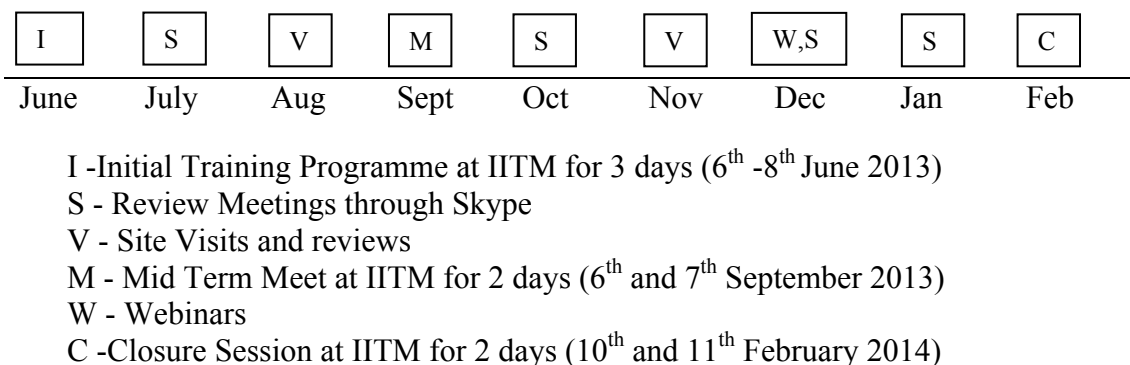 I S V M S V W,S S C
June July Aug Sept Oct Nov Dec Jan Feb
I -Initial Training Programme at IITM for 3 days (6th -8th June 2013)
S - Review Meetings through Skype
V - Site Visits and reviews
M - Mid Term Meet at IITM for 2 days (6th and 7th September 2013)
W - Webinars
C -Closure Session at IITM for 2 days (10th and 11th February 2014)